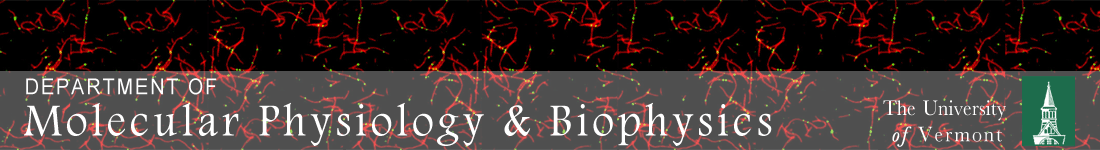 DEPARTMENT OF
Molecular Physiology & Biophysics
The University
of Vermont